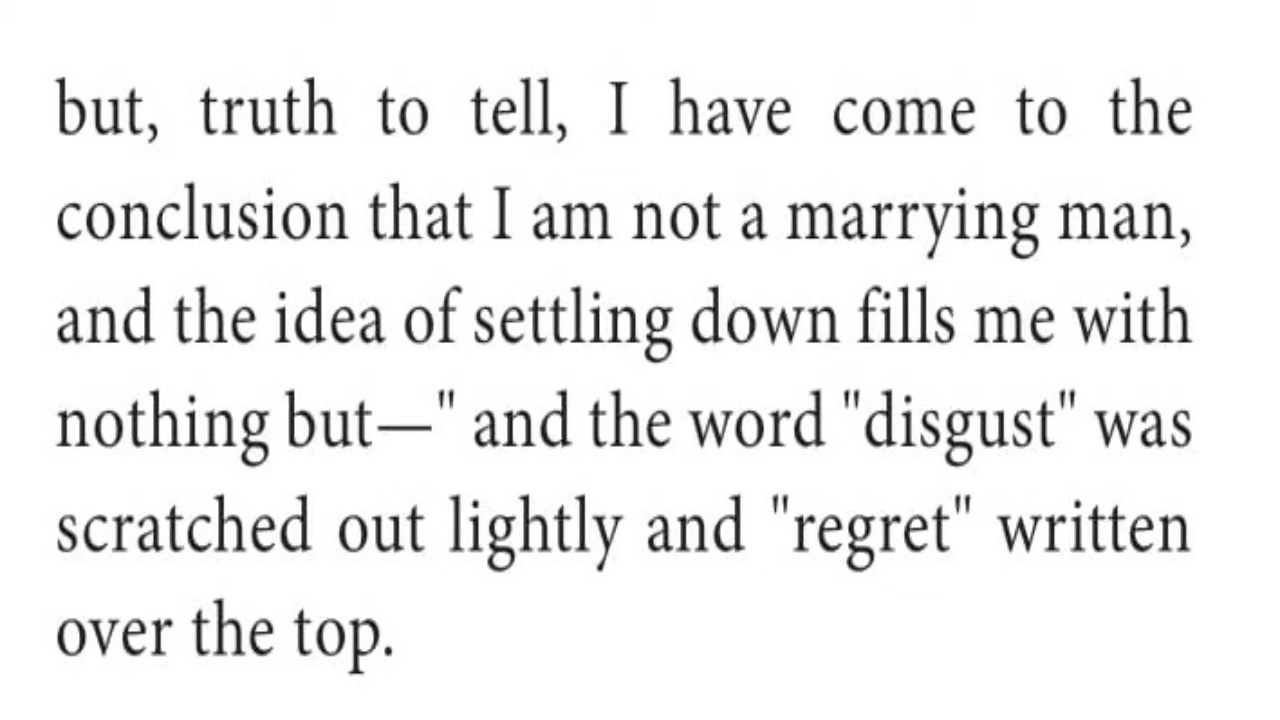 but, truth to tell, I have come to the
conclusion that I am not a marrying man,
and the idea of settling down fills me with
nothing but—" and the word "disgust" was
scratched out lightly and "regret" written
over the top.